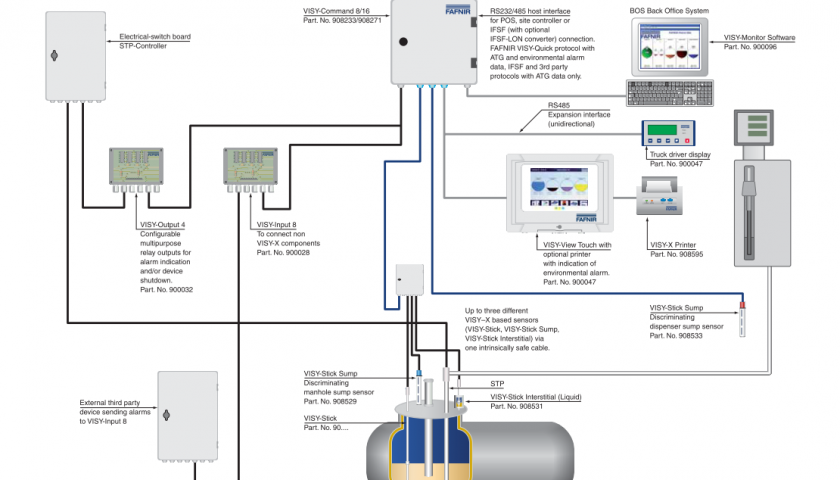 VISY-Command 8/16
Part. No. 908233/908271
FAFNIR
RS232/485 host interface
for POS, site controller or
IFSF (with optional
IFSF-LON converter) connection.
FAFNIR VISY-Quick protocol with
ATG and environmental alarm
data, IFSF and 3rd party
protocols with ATG data only.
BOS Back Office System
VISY-Monitor Software
Part. No. 900096
Electrical-switch board
STP-Controller
RS485
Expansion interface
(unidirectional)
Truck driver display
Part. No. 900047
VISY-Output 4
Configurable
multipurpose
relay outputs for
alarm indication
and/or device
shutdown.
Part. No. 900032
VISY-Input 8
To connect non
VISY-X components
Part. No. 900028
FAFNIR
VISY-View Touch with
optional printer
with indication of
environmental alarm.
Part. No. 900047
VISY-X Printer
Part. No. 908595
Up to three different
VISY–X based sensors
(VISY-Stick, VISY-Stick Sump,
VISY-Stick Interstitial) via
one intrinsically safe cable.
VISY-Stick Sump
Discriminating
dispenser sump sensor
Part. No. 908533
VISY-Stick Sump
Discriminating
manhole sump sensor
Part. No. 908529
STP
VISY-Stick Interstitial (Liquid)
Part. No. 908531
VISY-Stick
Part. No. 90....
External third party
device sending alarms
to VISY-Input 8